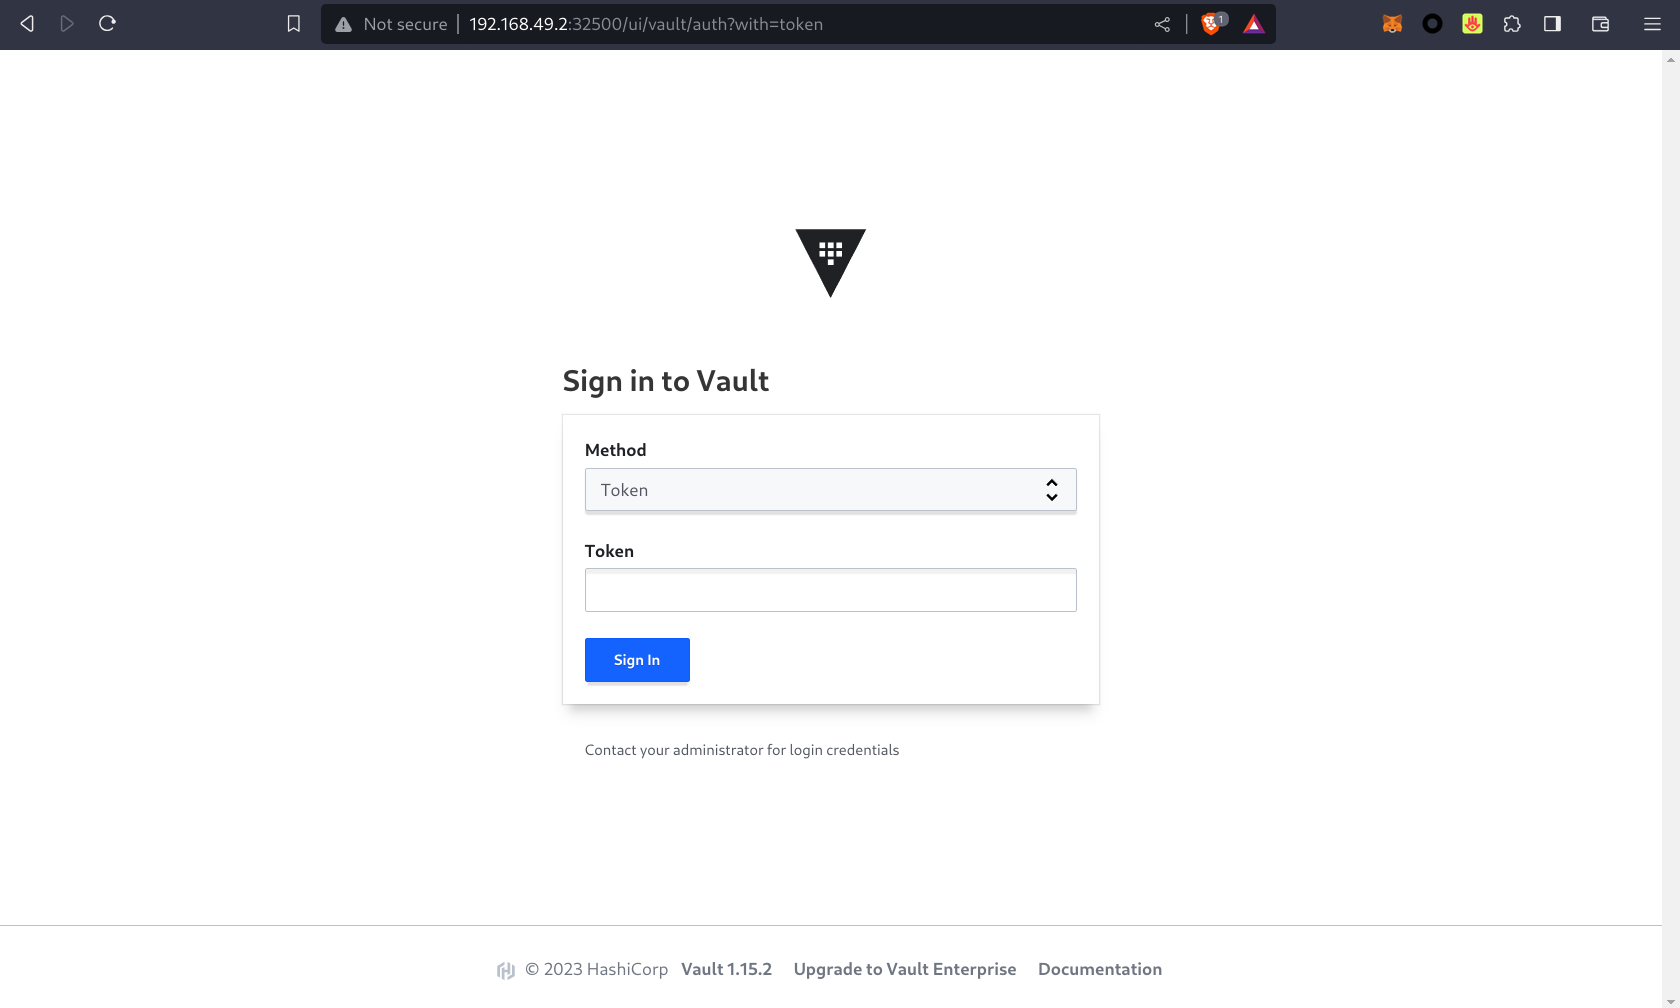 Not secure 192.168.49.2:32500/ui/vault/auth?with=token 1
Sign in to Vault
Method
Token
Token
Sign In
Contact your administrator for login credentials
© 2023 HashiCorp Vault 1.15.2 Upgrade to Vault Enterprise Documentation